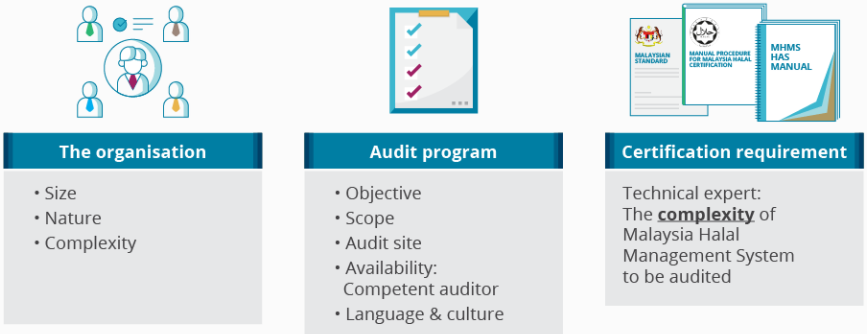 MALAYSIAN
STANDARD
حلال
MANUAL PROCEDURE
FOR MALAYSIA HALAL
CERTIFICATION
MHMS
HAS
MANUAL
The organisation
• Size
• Nature
• Complexity
Audit program
• Objective
• Scope
• Audit site
• Availability:
Competent auditor
• Language & culture
Certification requirement
Technical expert:
The complexity of
Malaysia Halal
Management System
to be audited